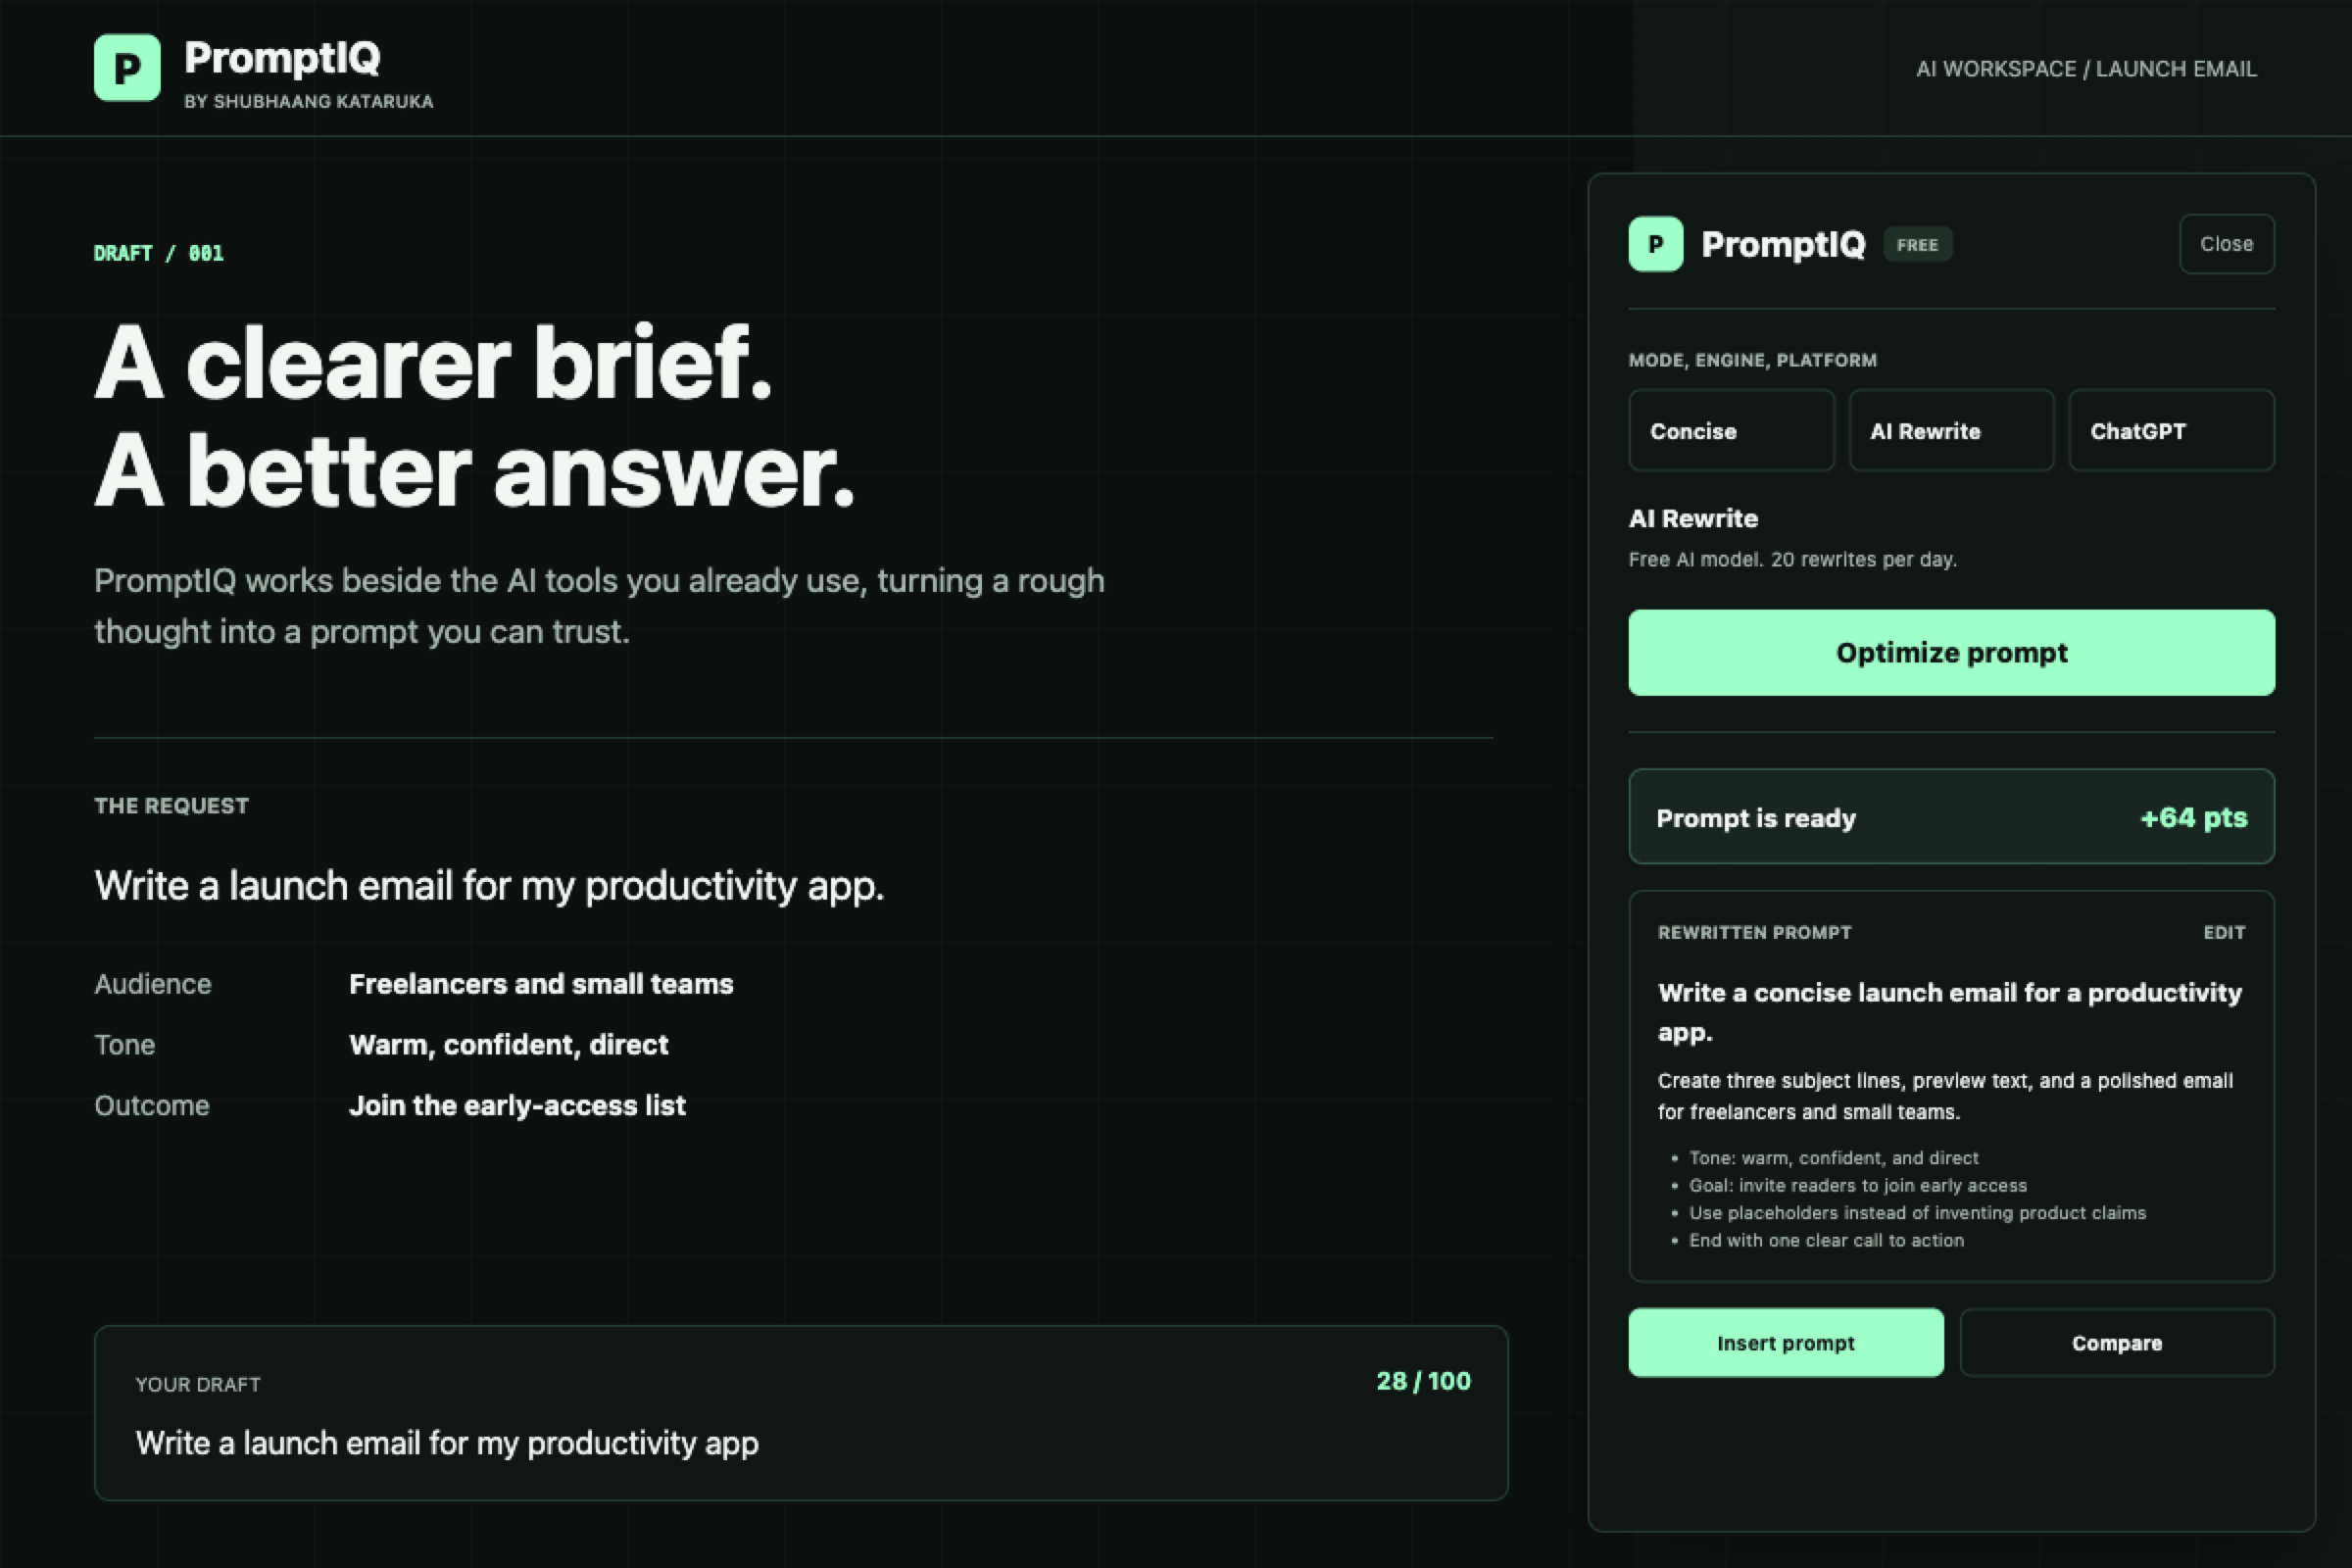 P
PromptIQ
BY SHUBHAANG KATARUKA
AI WORKSPACE / LAUNCH EMAIL
DRAFT / 001
A clearer brief.
A better answer.
PromptIQ works beside the AI tools you already use, turning a rough
thought into a prompt you can trust.
THE REQUEST
Write a launch email for my productivity app.
Audience Freelancers and small teams
Tone Warm, confident, direct
Outcome Join the early-access list
YOUR DRAFT 28 / 100
Write a launch email for my productivity app
P PromptIQ FREE Close
MODE, ENGINE, PLATFORM
Concise AI Rewrite ChatGPT
AI Rewrite
Free AI model. 20 rewrites per day.
Optimize prompt
Prompt is ready +64 pts
REWRITTEN PROMPT EDIT
Write a concise launch email for a productivity
app.
Create three subject lines, preview text, and a polished email
for freelancers and small teams.
• Tone: warm, confident, and direct
• Goal: invite readers to join early access
• Use placeholders instead of inventing product claims
• End with one clear call to action
Insert prompt Compare